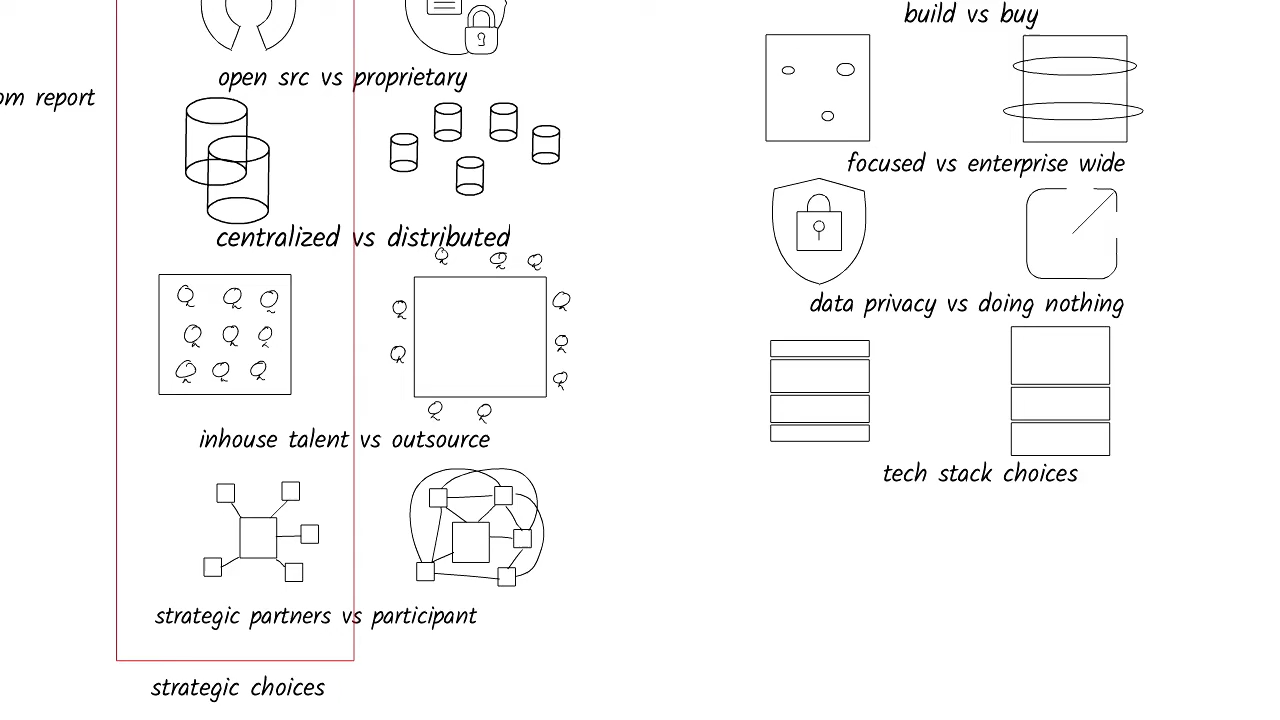 build vs buy
open src vs proprietary
report
focused vs enterprise wide
centralized vs distributed
data privacy vs doing nothing
inhouse talent vs outsource
tech stack choices
strategic partners vs participant
strategic choices